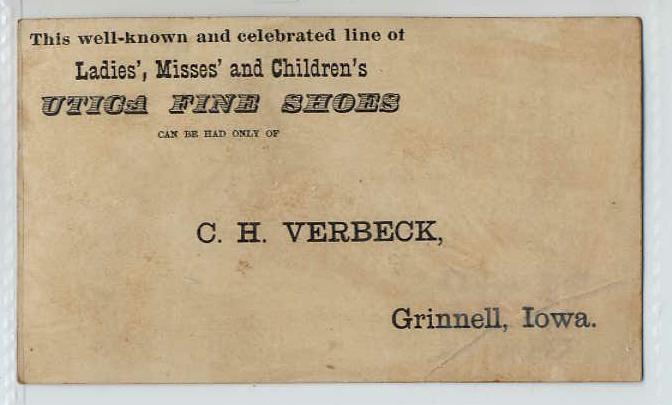 This well-known and celebrated line of
Ladies', Misses' and Children's
UTICA FINE SHOES
CAN BE HAD ONLY OF
C. H. VERBECK,
Grinnell, Iowa.